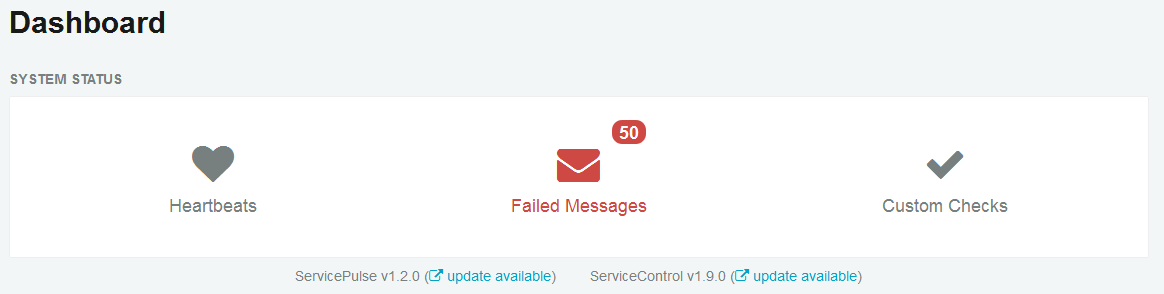 Dashboard
SYSTEM STATUS
50
Heartbeats
Failed Messages
Custom Checks
ServicePulse v1.2.0 (update available)
ServiceControl v1.9.0 (update available)